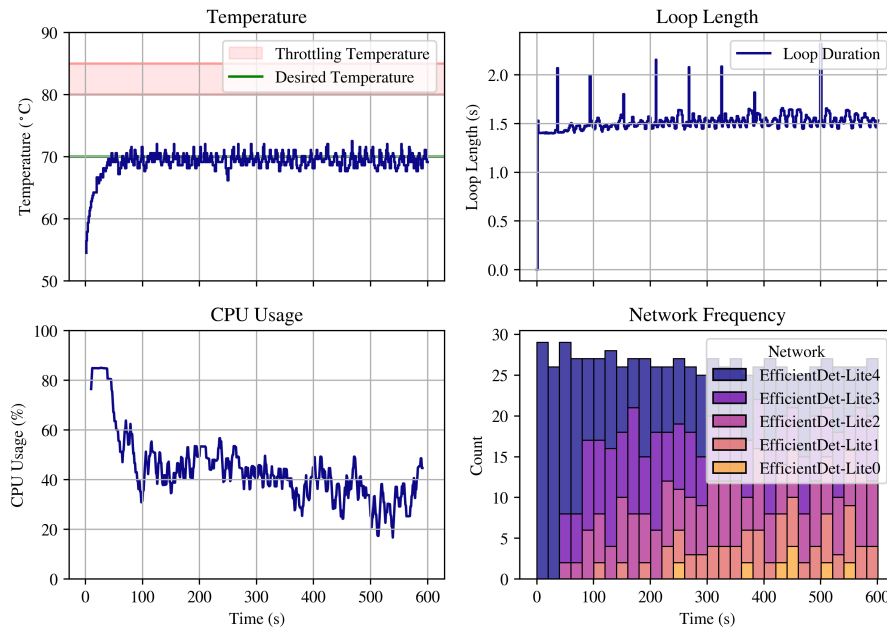 Temperature
90
80
70
60
50
Temperature (°C)
Throttling Temperature
Desired Temperature
Loop Length
2.0
1.5
1.0
0.5
0.0
Loop Length (s)
Loop Duration
CPU Usage
100
80
60
40
20
0
CPU Usage (%)
0 100 200 300 400 500 600
Time (s)
Network Frequency
30
25
20
15
10
5
0
Count
Network
EfficientDet-Lite4
EfficientDet-Lite3
EfficientDet-Lite2
EfficientDet-Lite1
EfficientDet-Lite0
0 100 200 300 400 500 600
Time (s)